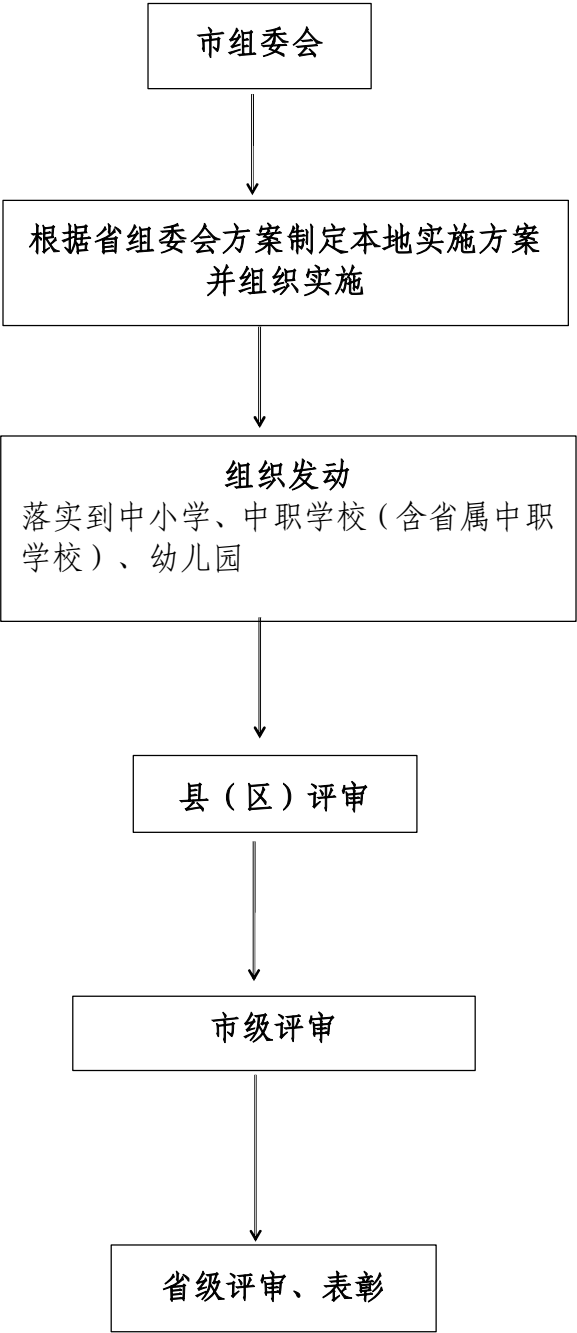 市组委会
根据省组委会方案制定本地实施方案
并组织实施
组织发动
落实到中小学、中职学校（含省属中职
学校）、幼儿园
县（区）评审
市级评审
省级评审、表彰